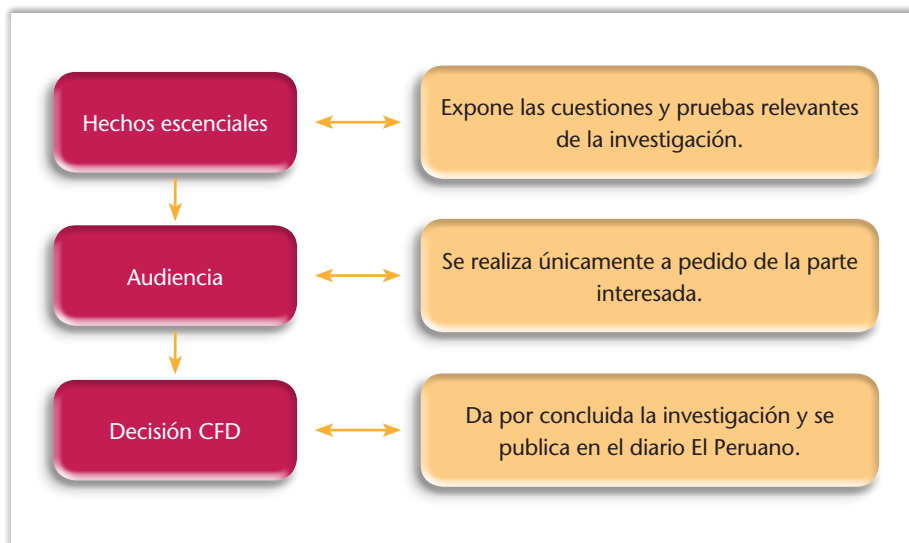 Hechos escenciales
Expone las cuestiones y pruebas relevantes
de la investigación.
Audiencia
Se realiza únicamente a pedido de la parte
interesada.
Decisión CFD
Da por concluida la investigación y se
publica en el diario El Peruano.